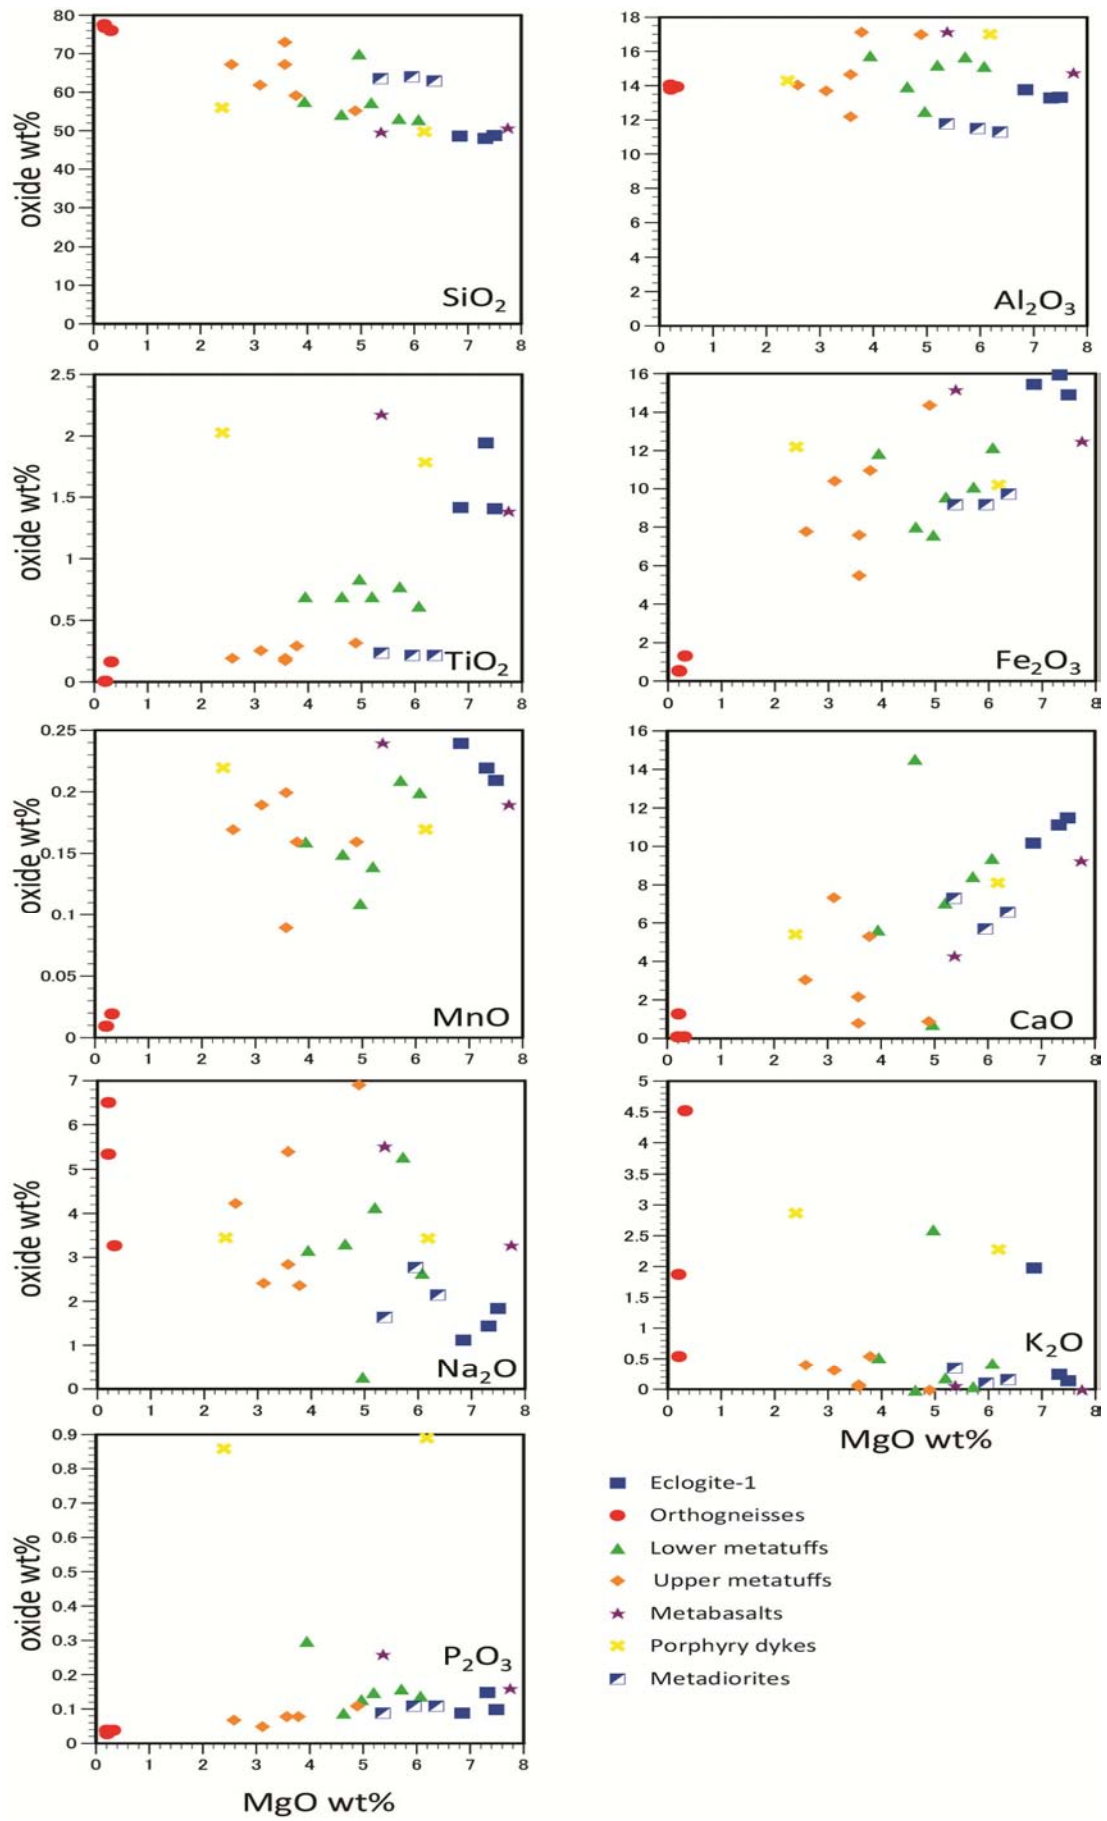 80
70
60
50
40
30
20
10
0
oxide wt%
SiO₂
0 1 2 3 4 5 6 7 8
18
16
14
12
10
8
6
4
2
0
Al₂O₃
0 1 2 3 4 5 6 7 8
2.5
2
1.5
1
0.5
0
oxide wt%
TiO₂
0 1 2 3 4 5 6 7 8
16
14
12
10
8
6
4
2
0
Fe₂O₃
0 1 2 3 4 5 6 7 8
0.25
0.2
0.15
0.1
0.05
0
oxide wt%
MnO
0 1 2 3 4 5 6 7 8
16
14
12
10
8
6
4
2
0
CaO
0 1 2 3 4 5 6 7 8
7
6
5
4
3
2
1
0
oxide wt%
Na₂O
0 1 2 3 4 5 6 7 8
5
4.5
4
3.5
3
2.5
2
1.5
1
0.5
0
K₂O
0 1 2 3 4 5 6 7 8
MgO wt%
0.9
0.8
0.7
0.6
0.5
0.4
0.3
0.2
0.1
0
oxide wt%
P₂O₃
0 1 2 3 4 5 6 7 8
MgO wt%
Eclogite-1
Orthogneisses
Lower metatuffs
Upper metatuffs
Metabasalts
Porphyry dykes
Metadiorites